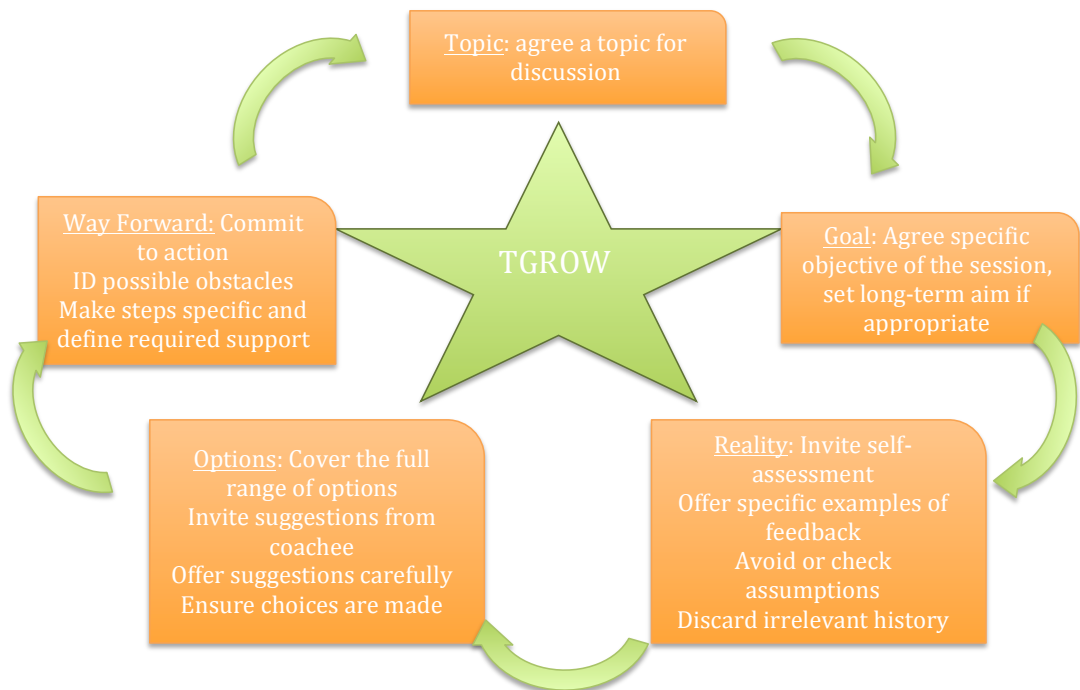 Topic: agree a topic for
discussion
TGROW
Goal: Agree specific
objective of the session,
set long-term aim if
appropriate
Reality: Invite self-
assessment
Offer specific examples of
feedback
Avoid or check
assumptions
Discard irrelevant history
Options: Cover the full
range of options
Invite suggestions from
coachee
Offer suggestions carefully
Ensure choices are made
Way Forward: Commit
to action
ID possible obstacles
Make steps specific and
define required support